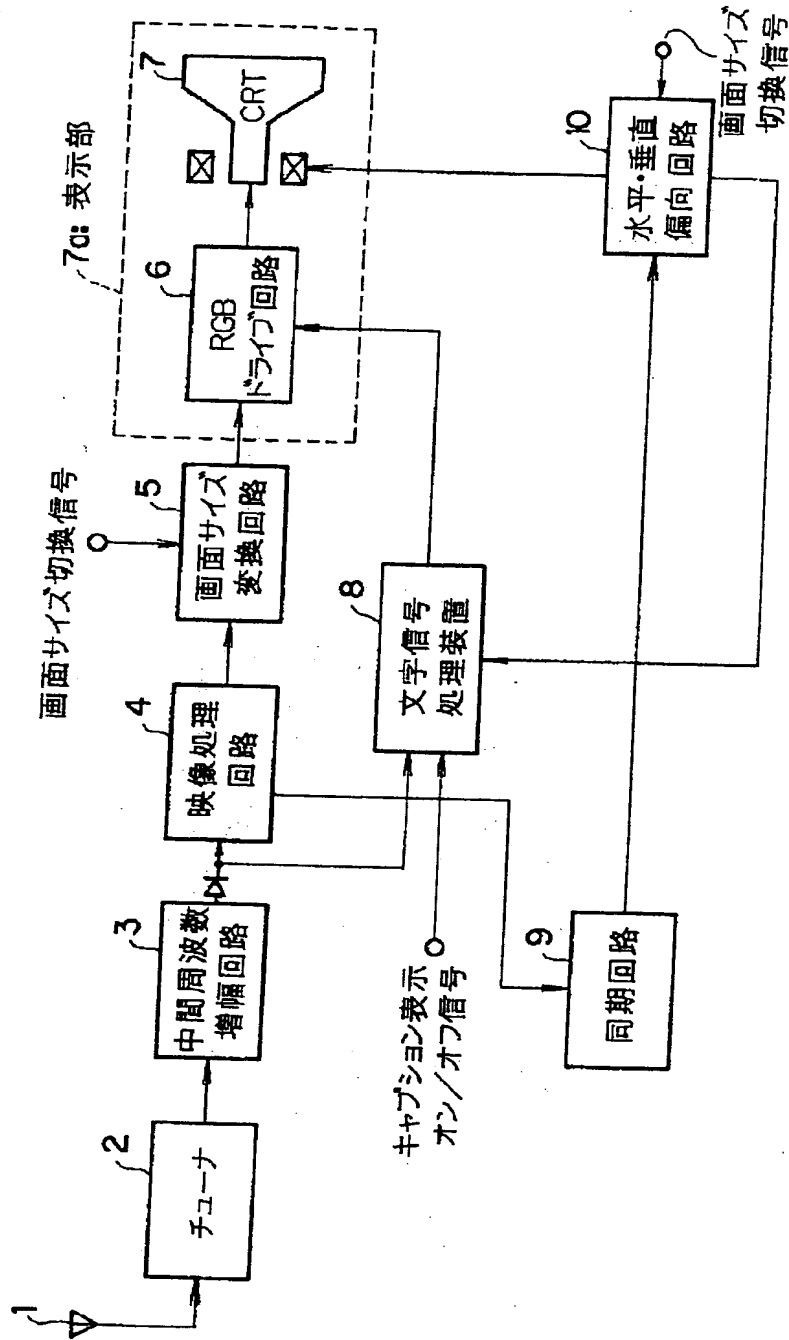 1
2
チューナ
3
中間周波数
増幅回路
4
映像処理
回路
画面サイズ切換信号
5
画面サイズ
変換回路
7a: 表示部
6
RGB
ドライブ回路
7
CRT
キャプション表示
オン/オフ信号
8
文字信号
処理装置
9
同期回路
10
水平・垂直
偏向回路
画面サイズ
切換信号